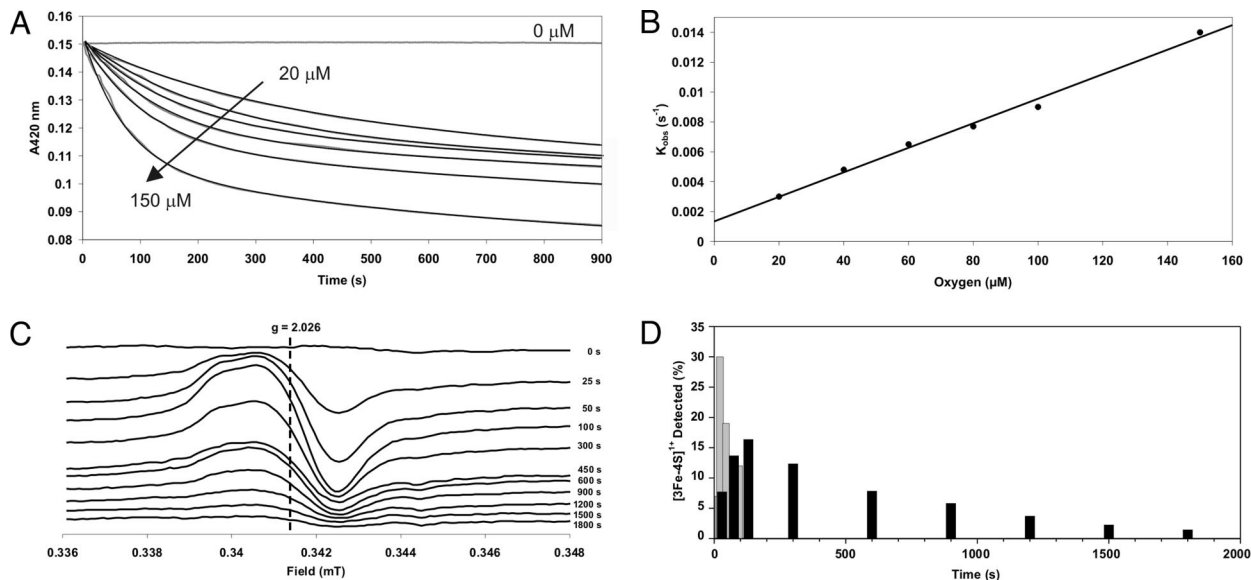 A
0.16
0.15
0.14
0.13
0.12
0.11
0.1
0.09
0.08
A420 nm
0 µM
20 µM
150 µM
0 100 200 300 400 500 600 700 800 900
Time (s)
B
0.014
0.012
0.01
0.008
0.006
0.004
0.002
0
Kobs (s-1)
0 20 40 60 80 100 120 140 160
Oxygen (µM)
C
g = 2.026
0 s
25 s
50 s
100 s
300 s
450 s
600 s
900 s
1200 s
1500 s
1800 s
0.336 0.338 0.34 0.342 0.344 0.346 0.348
Field (mT)
D
35
30
25
20
15
10
5
0
[3Fe-4S]1+ Detected (%)
0 500 1000 1500 2000
Time (s)